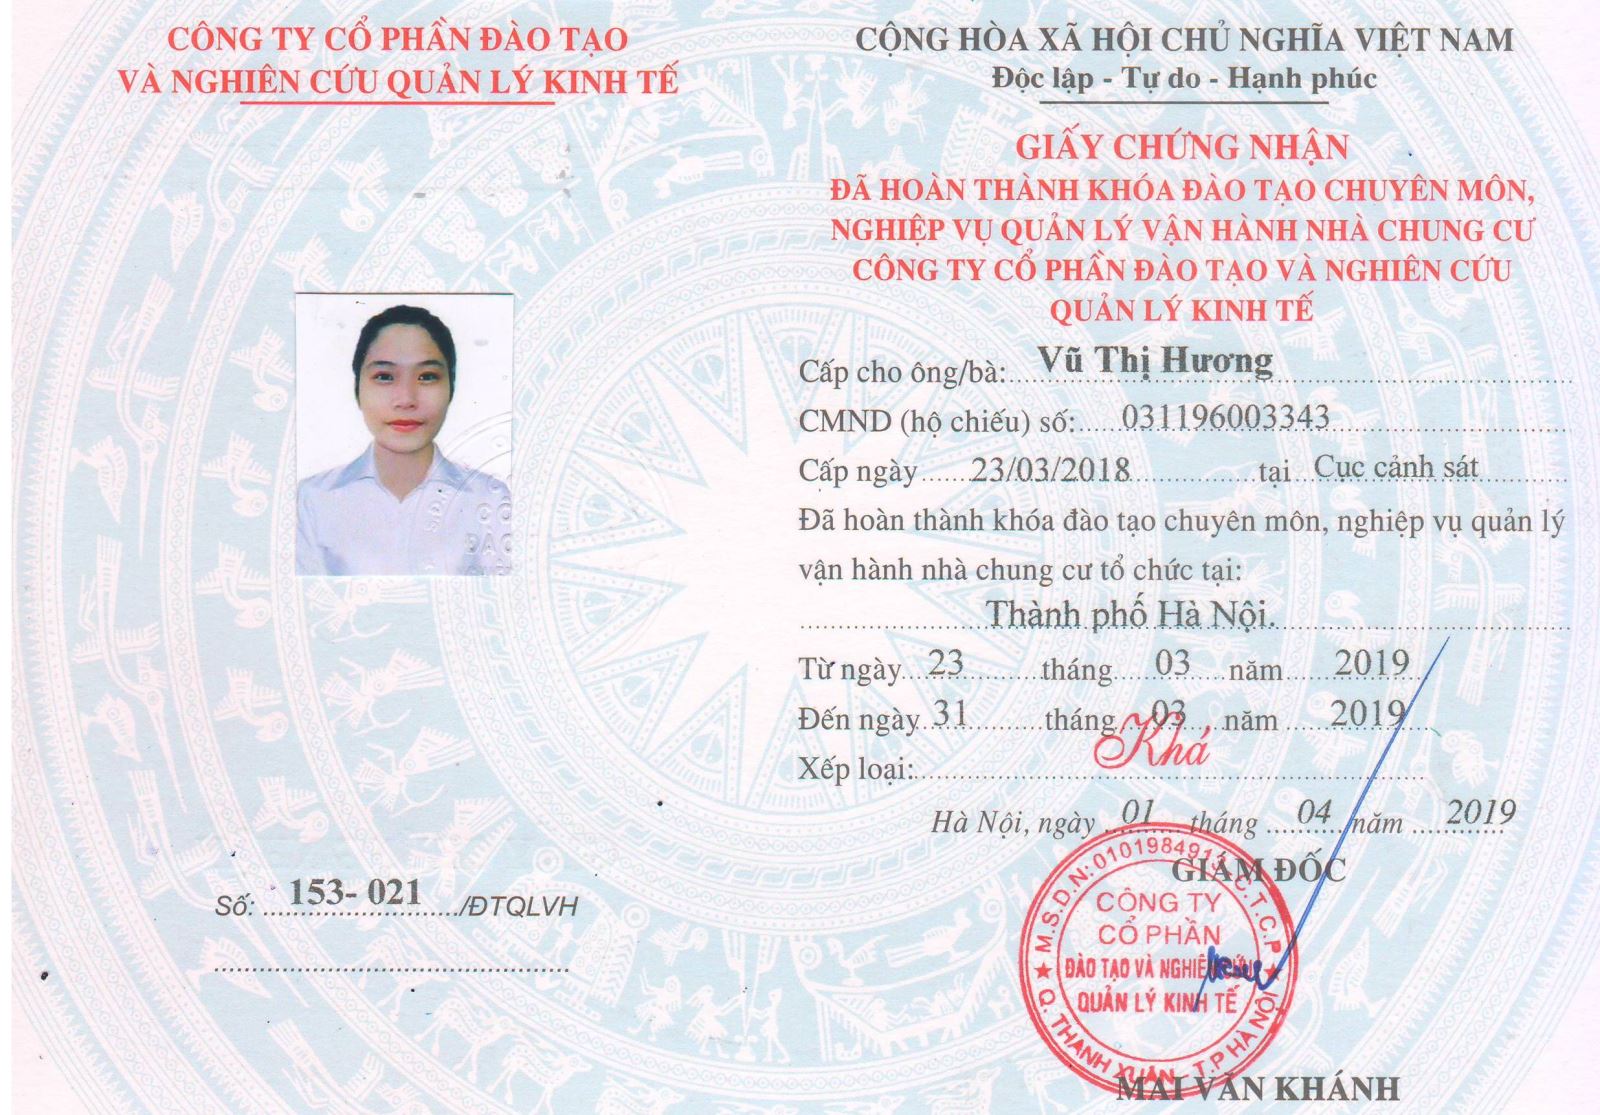 CÔNG TY CỔ PHẦN ĐÀO TẠO
VÀ NGHIÊN CỨU QUẢN LÝ KINH TẾ
Số: 153- 021 /ĐTQLVH
CỘNG HÒA XÃ HỘI CHỦ NGHĨA VIỆT NAM
Độc lập - Tự do - Hạnh phúc
GIẤY CHỨNG NHẬN
ĐÃ HOÀN THÀNH KHÓA ĐÀO TẠO CHUYÊN MÔN,
NGHIỆP VỤ QUẢN LÝ VẬN HÀNH NHÀ CHUNG CƯ
CÔNG TY CỔ PHẦN ĐÀO TẠO VÀ NGHIÊN CỨU
QUẢN LÝ KINH TẾ
Cấp cho ông/bà: Vũ Thị Hương
CMND (hộ chiếu) số: 031196003343
Cấp ngày 23/03/2018 tại Cục cảnh sát
Đã hoàn thành khóa đào tạo chuyên môn, nghiệp vụ quản lý
vận hành nhà chung cư tổ chức tại:
Thành phố Hà Nội.
Từ ngày 23 tháng 03 năm 2019
Đến ngày 31 tháng 03 năm 2019
Xếp loại: Khá
Hà Nội, ngày 01 tháng 04 năm 2019
GIÁM ĐỐC
M.S.D.N:0101984913-C.T.C.P
CÔNG TY
CỔ PHẦN
ĐÀO TẠO VÀ NGHIÊN CỨU
QUẢN LÝ KINH TẾ
Q. THANH XUÂN - T.P HÀ NỘI
MAI VĂN KHÁNH